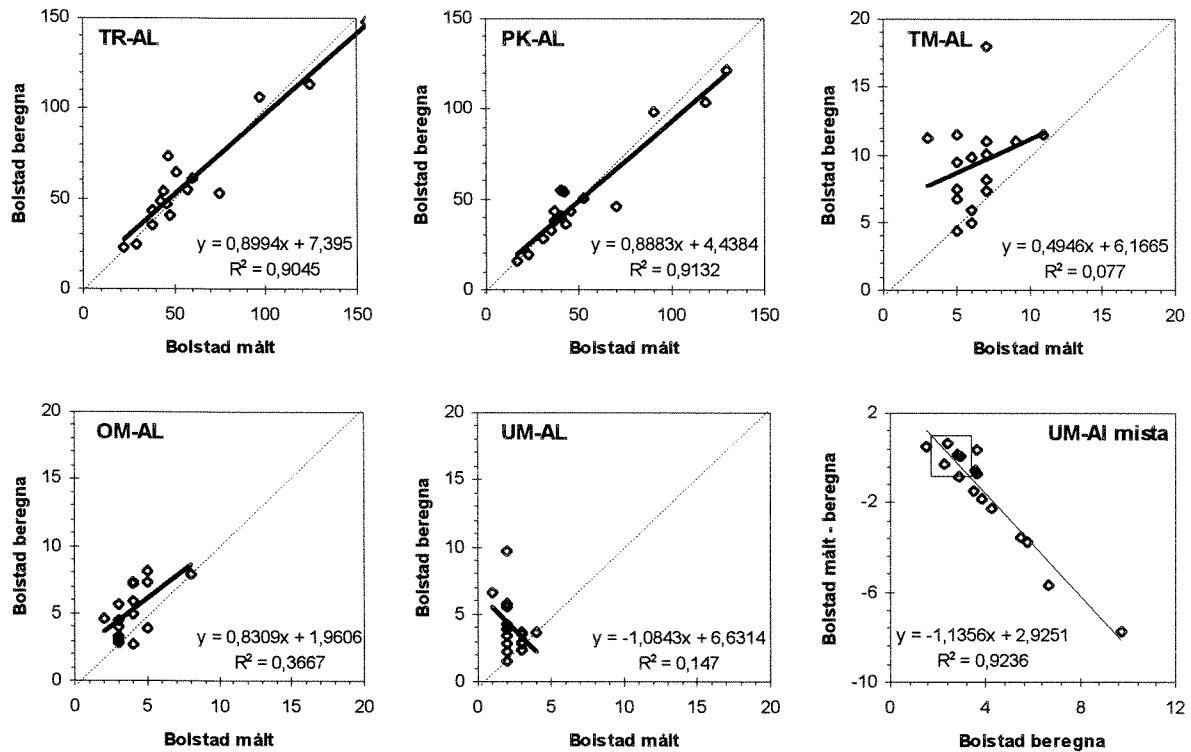 TR-AL
Bolstad beregna
150
100
50
0
y = 0,8994x + 7,395
R² = 0,9045
0 50 100 150
Bolstad målt
PK-AL
Bolstad beregna
150
100
50
0
y = 0,8883x + 4,4384
R² = 0,9132
0 50 100 150
Bolstad målt
TM-AL
Bolstad beregna
20
15
10
5
0
y = 0,4946x + 6,1665
R² = 0,077
0 5 10 15 20
Bolstad målt
OM-AL
Bolstad beregna
20
15
10
5
0
y = 0,8309x + 1,9606
R² = 0,3667
0 5 10 15 20
Bolstad målt
UM-AL
Bolstad beregna
20
15
10
5
0
y = -1,0843x + 6,6314
R² = 0,147
0 5 10 15 20
Bolstad målt
UM-Al mista
Bolstad målt - beregna
2
-2
-6
-10
y = -1,1356x + 2,9251
R² = 0,9236
0 4 8 12
Bolstad beregna